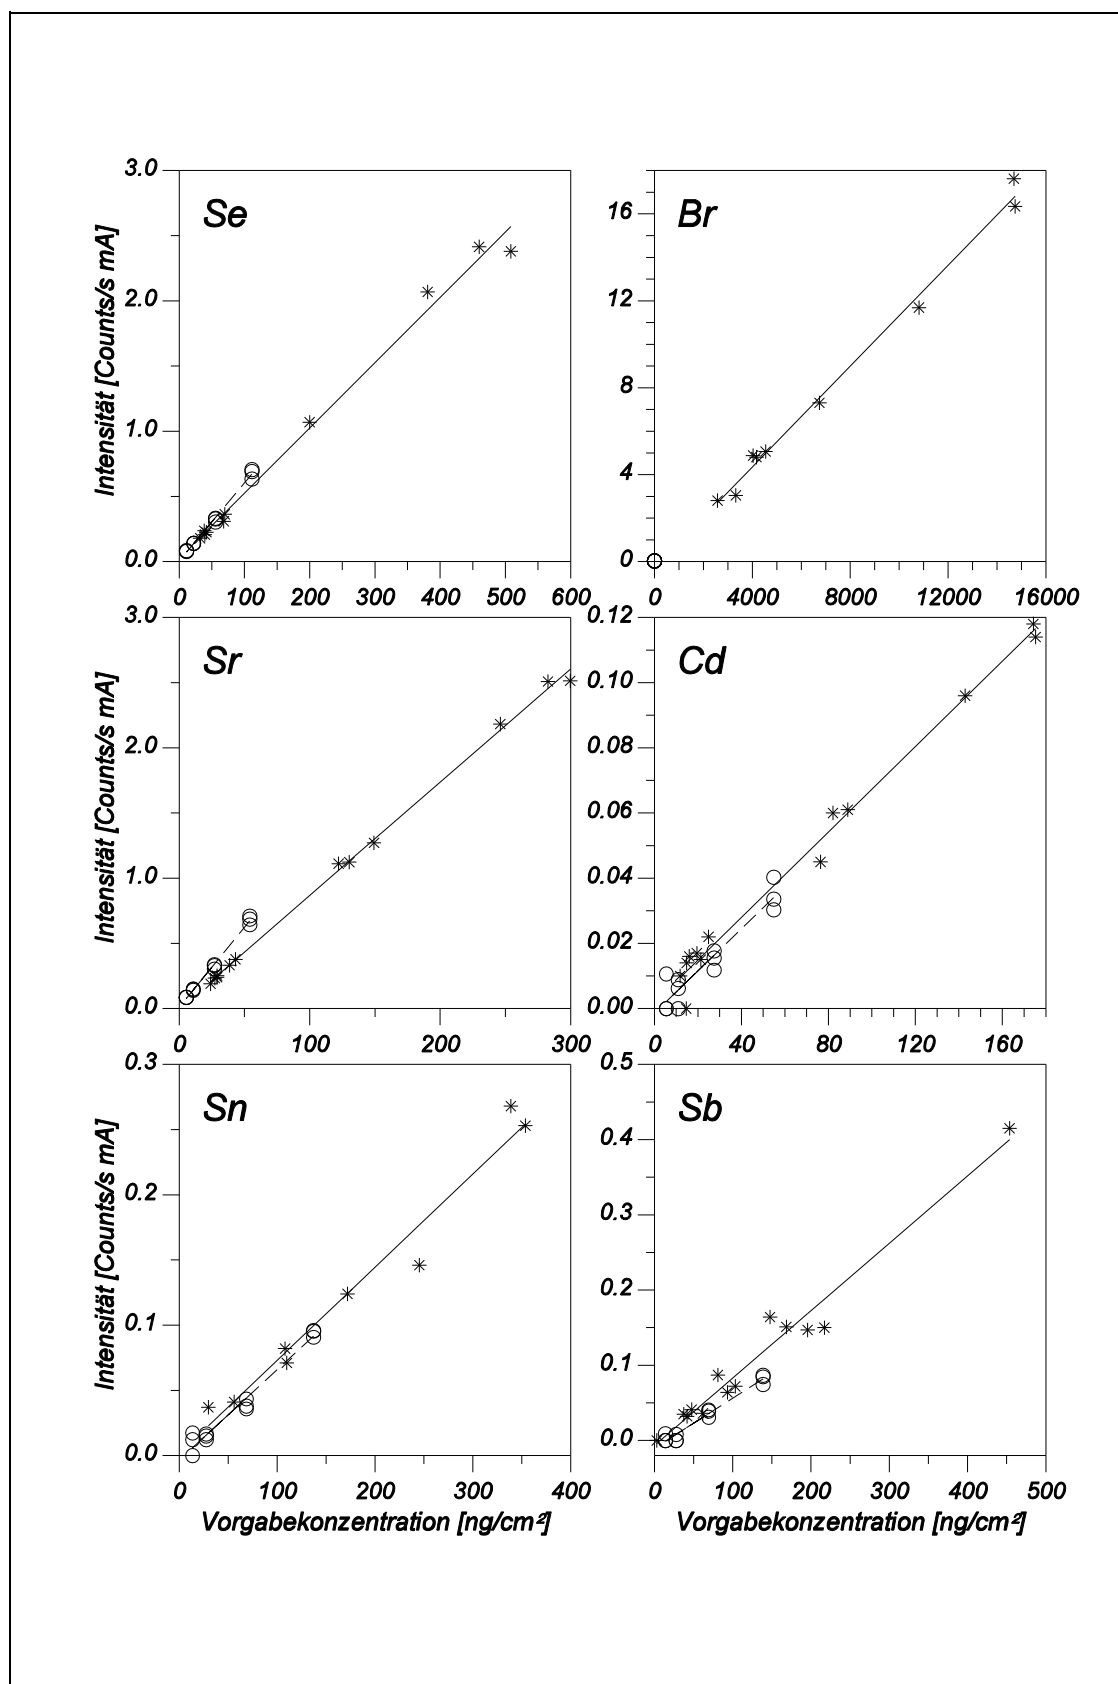 Se
Intensität [Counts/s mA]
3.0
2.0
1.0
0.0
0 100 200 300 400 500 600
Br
16
12
8
4
0
0 4000 8000 12000 16000
Sr
Intensität [Counts/s mA]
3.0
2.0
1.0
0.0
0 100 200 300
Cd
0.12
0.10
0.08
0.06
0.04
0.02
0.00
0 40 80 120 160
Sn
Intensität [Counts/s mA]
0.3
0.2
0.1
0.0
0 100 200 300 400
Vorgabekonzentration [ng/cm²]
Sb
0.5
0.4
0.3
0.2
0.1
0.0
0 100 200 300 400 500
Vorgabekonzentration [ng/cm²]